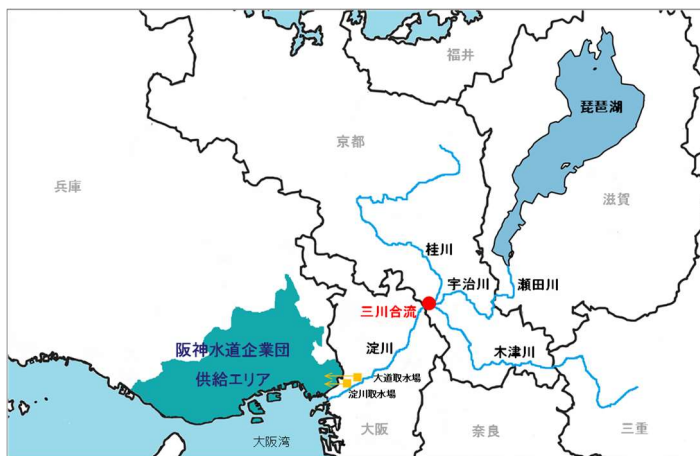 福井
琵琶湖
京都
兵庫
滋賀
桂川
宇治川
瀬田川
三川合流
阪神水道企業団
供給エリア
淀川
木津川
大道取水場
淀川取水場
大阪湾
大阪
奈良
三重